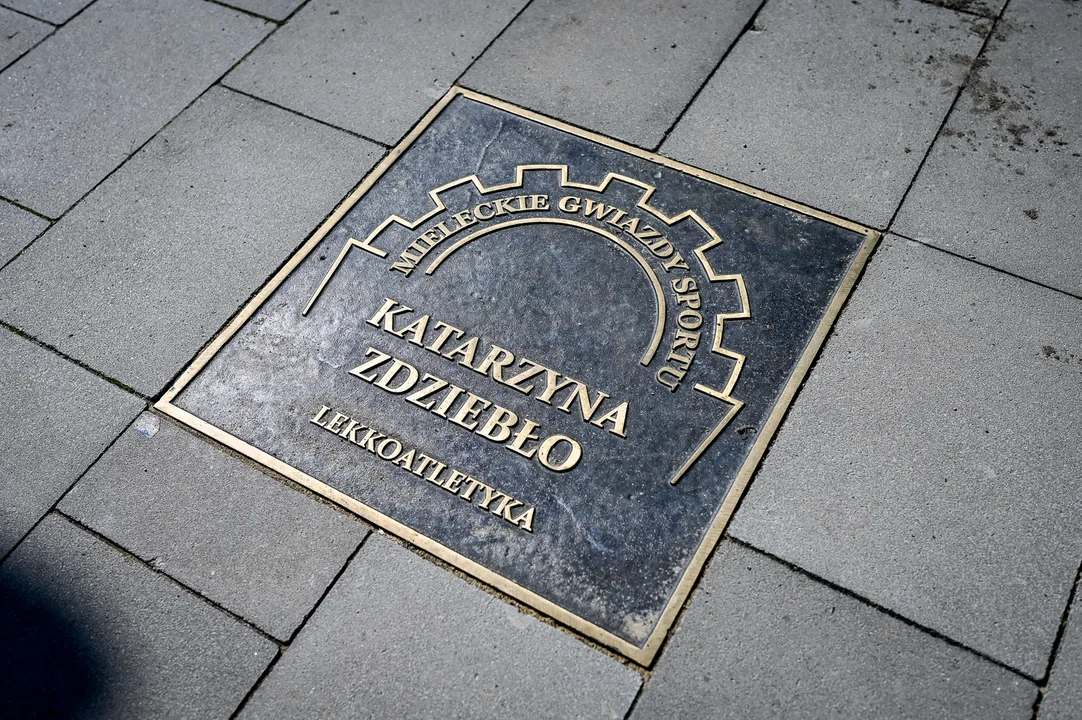 MIELECKIE GWIAZDY SPORTU
KATARZYNA
ZDZIEBŁO
LEKKOATLETYKA